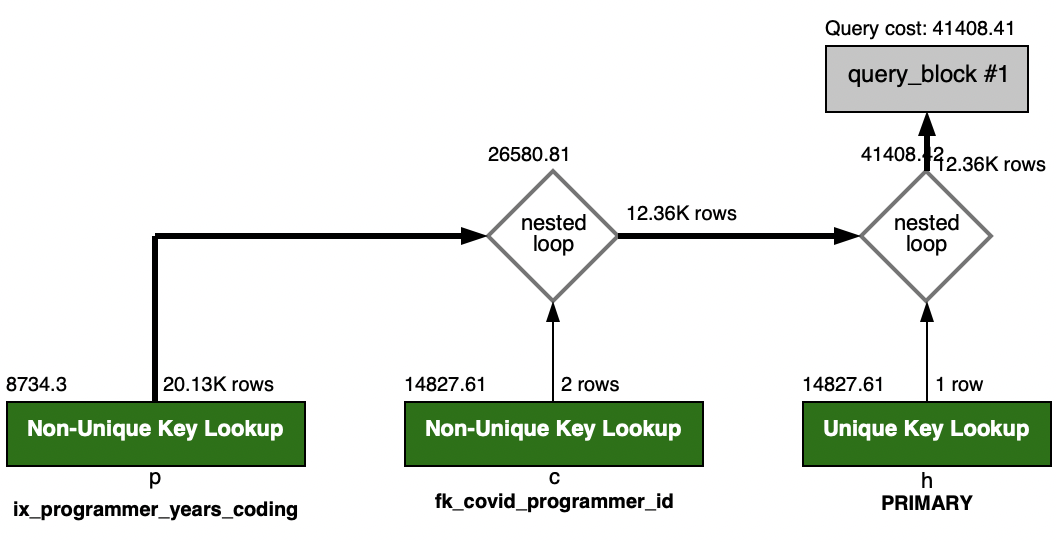 Query cost: 41408.41
query_block #1
26580.81
41408.42
12.36K rows
nested
loop
12.36K rows
nested
loop
8734.3
20.13K rows
14827.61
2 rows
14827.61
1 row
Non-Unique Key Lookup
Non-Unique Key Lookup
Unique Key Lookup
p
c
h
ix_programmer_years_coding
fk_covid_programmer_id
PRIMARY